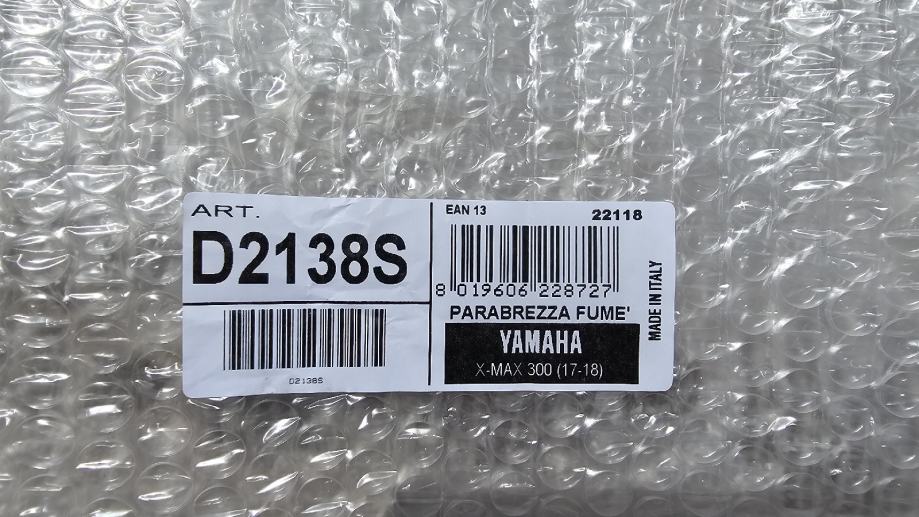 ART.
D2138S
D2138S
EAN 13
22118
8 019606 228727
PARABREZZA FUME'
YAMAHA
X-MAX 300 (17-18)
MADE IN ITALY